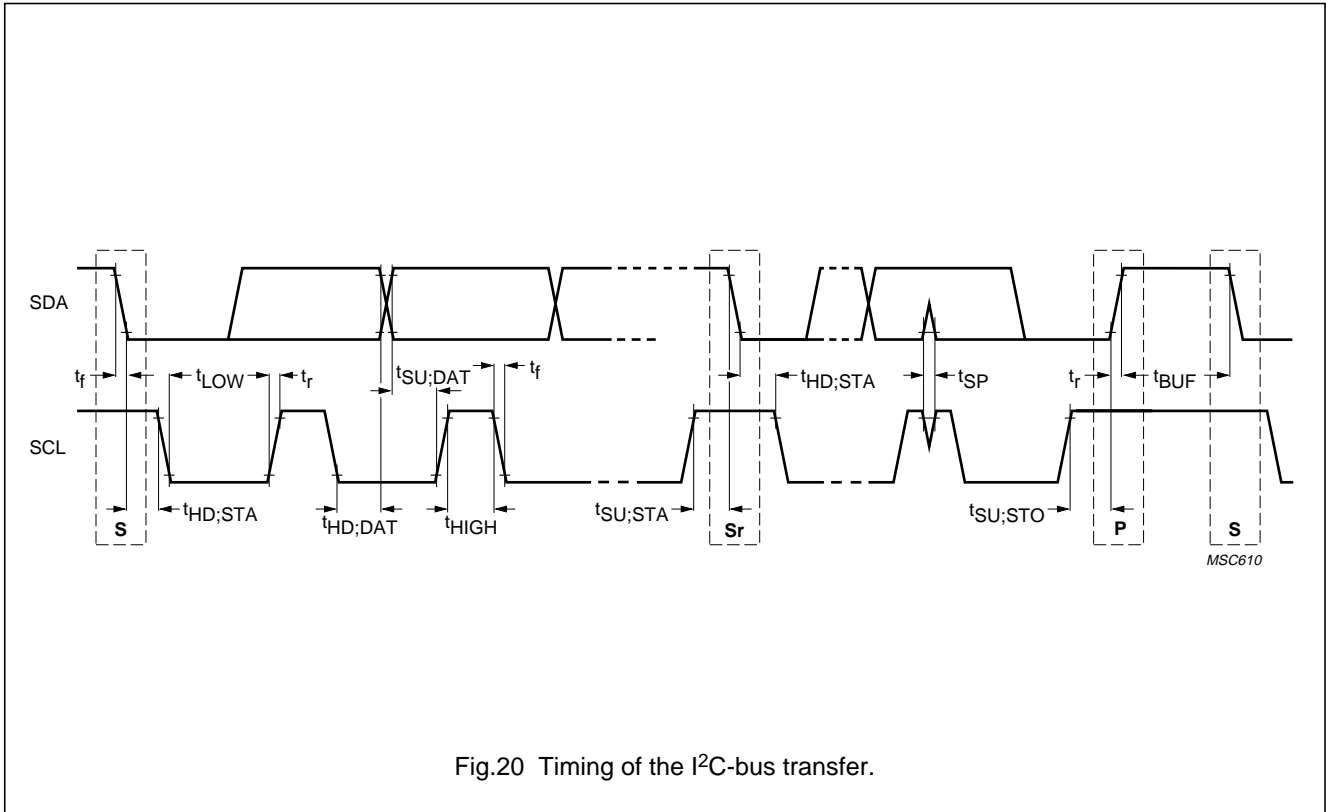 SDA
t_f
t_LOW
t_r
t_SU;DAT
t_f
t_HD;STA
t_SP
t_r
t_BUF
SCL
t_HD;STA
t_HD;DAT
t_HIGH
t_SU;STA
t_SU;STO
S
Sr
P
S
MSC610
Fig.20 Timing of the I²C-bus transfer.